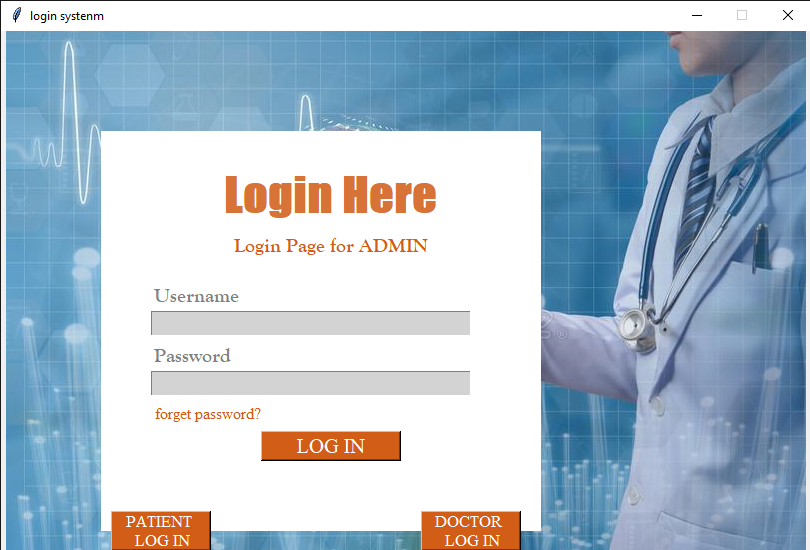 login systenm
Login Here
Login Page for ADMIN
Username
Password
forget password?
LOG IN
PATIENT
LOG IN
DOCTOR
LOG IN